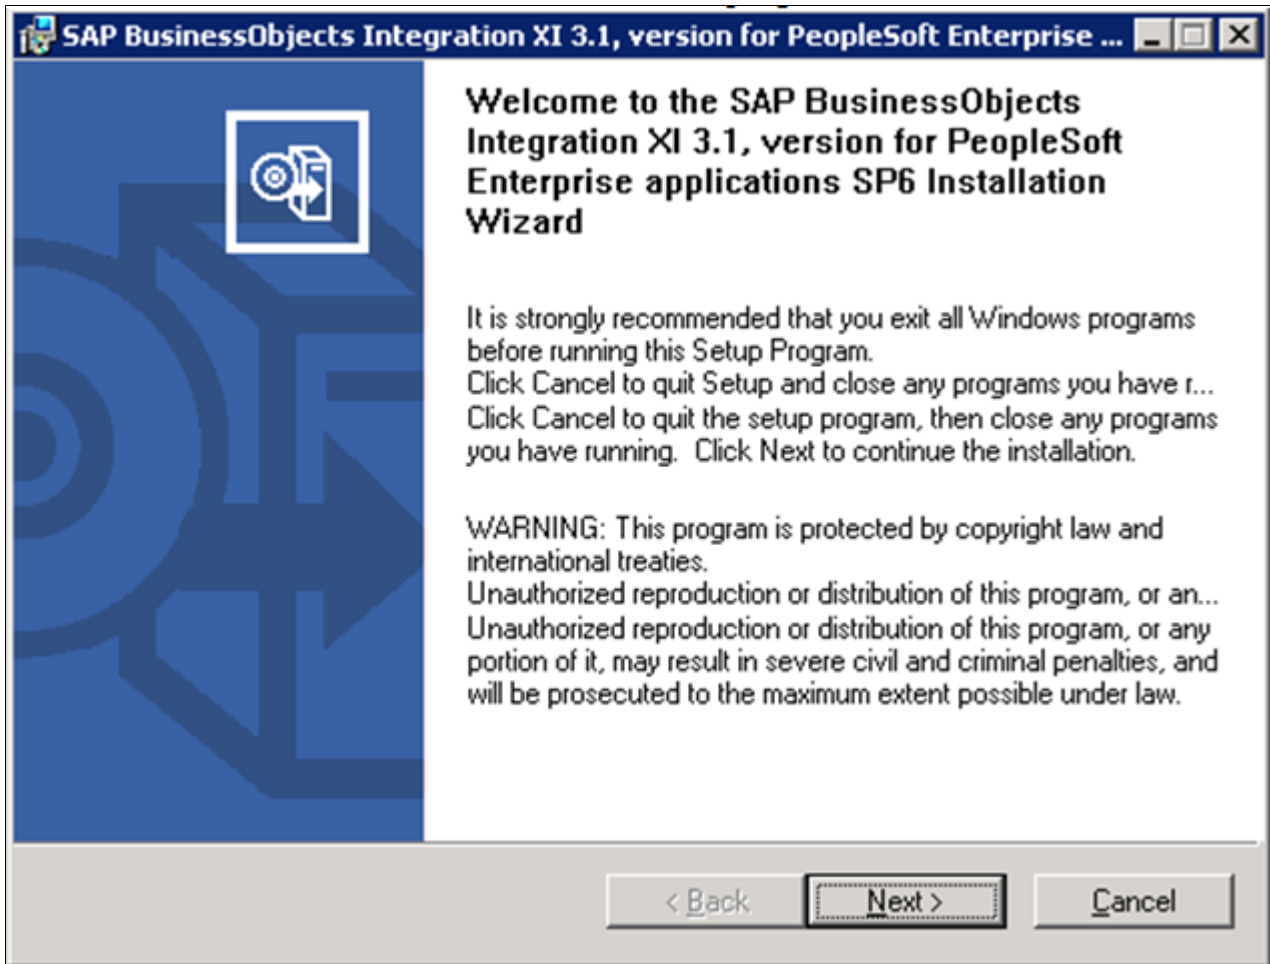 SAP BusinessObjects Integration XI 3.1, version for PeopleSoft Enterprise ...
Welcome to the SAP BusinessObjects
Integration XI 3.1, version for PeopleSoft
Enterprise applications SP6 Installation
Wizard
It is strongly recommended that you exit all Windows programs
before running this Setup Program.
Click Cancel to quit Setup and close any programs you have r...
Click Cancel to quit the setup program, then close any programs
you have running.  Click Next to continue the installation.
WARNING: This program is protected by copyright law and
international treaties.
Unauthorized reproduction or distribution of this program, or an...
Unauthorized reproduction or distribution of this program, or any
portion of it, may result in severe civil and criminal penalties, and
will be prosecuted to the maximum extent possible under law.
< Back Next > Cancel